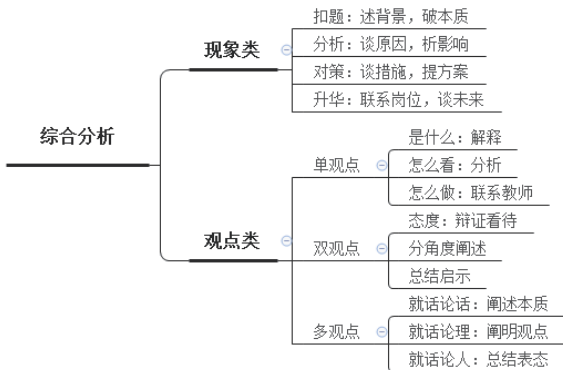 综合分析
现象类
扣题：述背景，破本质
分析：谈原因，析影响
对策：谈措施，提方案
升华：联系岗位，谈未来
观点类
单观点
是什么：解释
怎么看：分析
怎么做：联系教师
双观点
态度：辩证看待
分角度阐述
总结启示
多观点
就话论话：阐述本质
就话论理：阐明观点
就话论人：总结表态